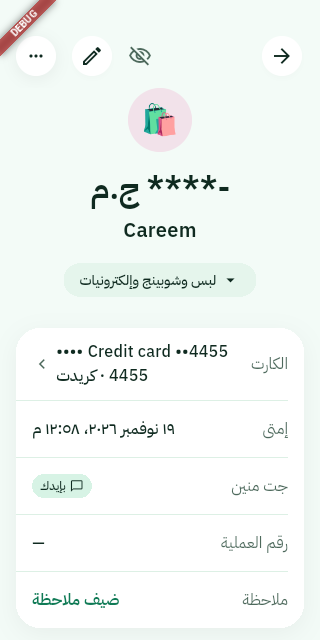 DEBUG
-**** ج.م
Careem
لبس وشوبينج وإلكترونيات
الكارت
•••• Credit card ••4455
كريدت · 4455
إمتى
١٩ نوفمبر ٢٠٢٦، ١٢:٥٨ م
جت منين
بإيدك
رقم العملية
—
ملاحظة
ضيف ملاحظة